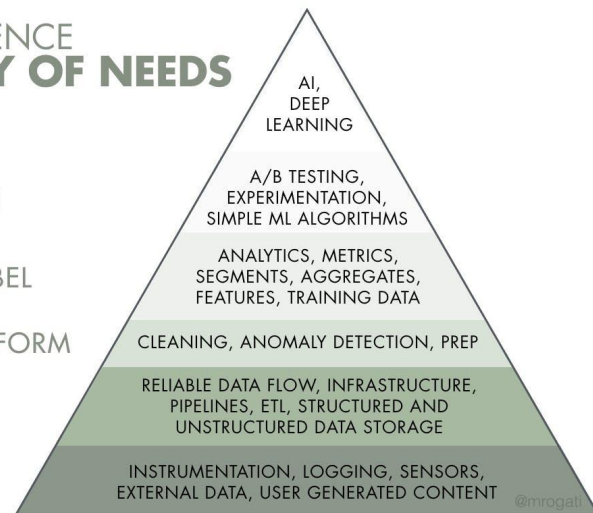 ENCE
Y OF NEEDS
AI,
DEEP
LEARNING
A/B TESTING,
EXPERIMENTATION,
SIMPLE ML ALGORITHMS
BEL
ANALYTICS, METRICS,
SEGMENTS, AGGREGATES,
FEATURES, TRAINING DATA
FORM
CLEANING, ANOMALY DETECTION, PREP
RELIABLE DATA FLOW, INFRASTRUCTURE,
PIPELINES, ETL, STRUCTURED AND
UNSTRUCTURED DATA STORAGE
INSTRUMENTATION, LOGGING, SENSORS,
EXTERNAL DATA, USER GENERATED CONTENT
@mrogati